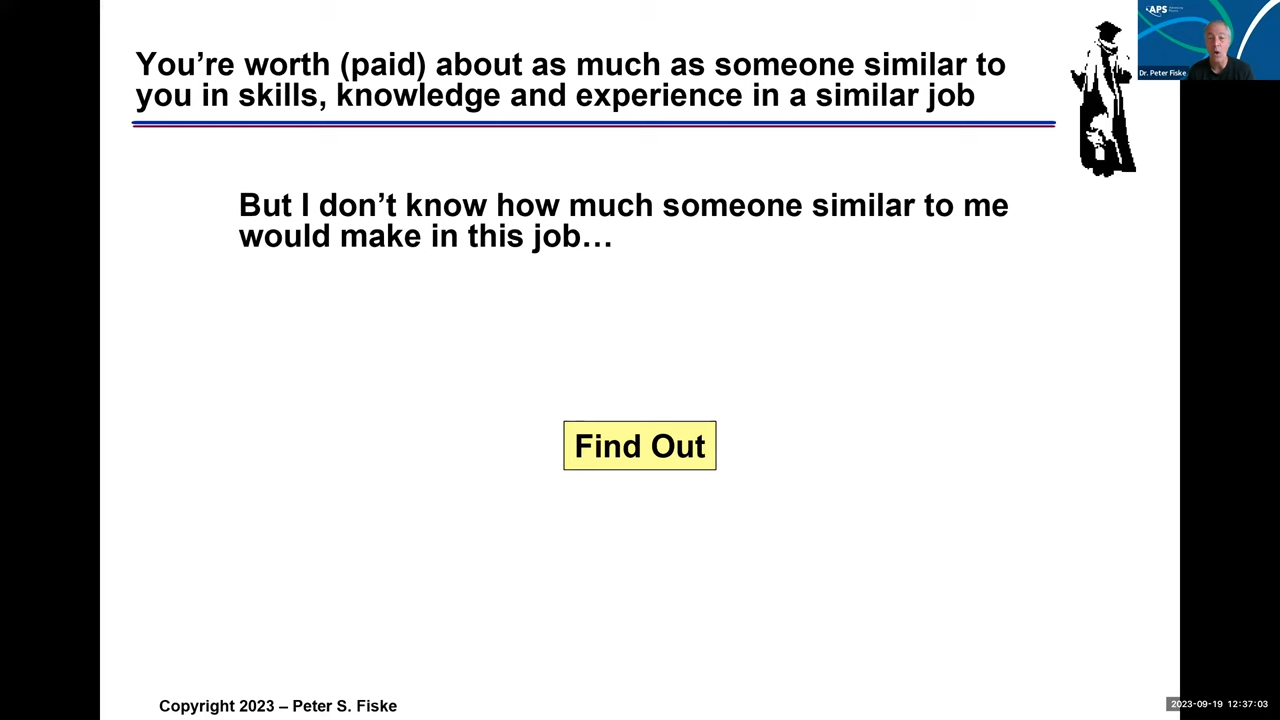 You're worth (paid) about as much as someone similar to
you in skills, knowledge and experience in a similar job
APS
Dr. Peter Fiske
But I don't know how much someone similar to me
would make in this job…
Find Out
Copyright 2023 – Peter S. Fiske
2023-09-19 12:37:03